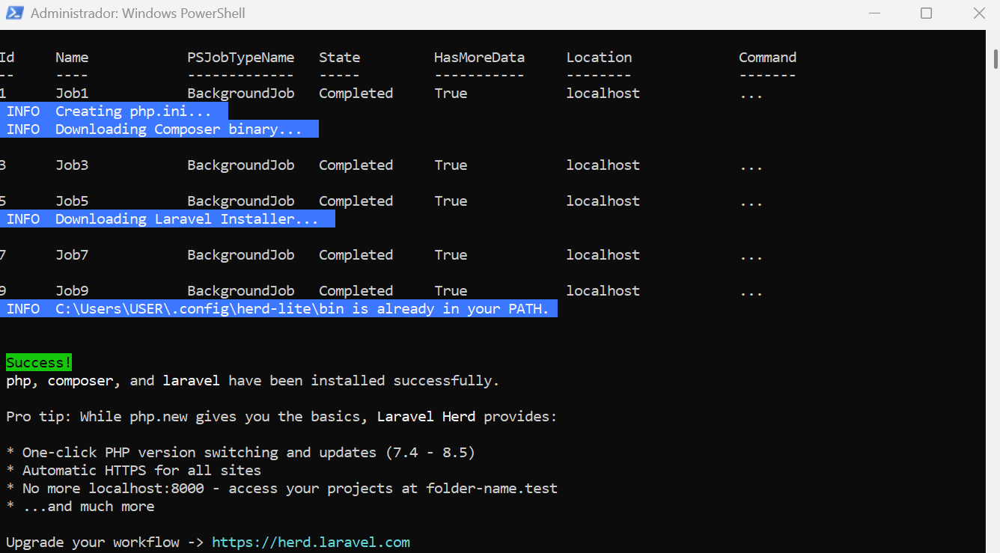 Administrador: Windows PowerShell
Id Name PSJobTypeName State HasMoreData Location Command
-- ---- ------------- ----- ----------- -------- -------
1 Job1 BackgroundJob Completed True localhost ...
INFO Creating php.ini...
INFO Downloading Composer binary...
3 Job3 BackgroundJob Completed True localhost ...
5 Job5 BackgroundJob Completed True localhost ...
INFO Downloading Laravel Installer...
7 Job7 BackgroundJob Completed True localhost ...
9 Job9 BackgroundJob Completed True localhost ...
INFO C:\Users\USER\.config\herd-lite\bin is already in your PATH.
Success!
php, composer, and laravel have been installed successfully.
Pro tip: While php.new gives you the basics, Laravel Herd provides:
* One-click PHP version switching and updates (7.4 - 8.5)
* Automatic HTTPS for all sites
* No more localhost:8000 - access your projects at folder-name.test
* ...and much more
Upgrade your workflow -> https://herd.laravel.com